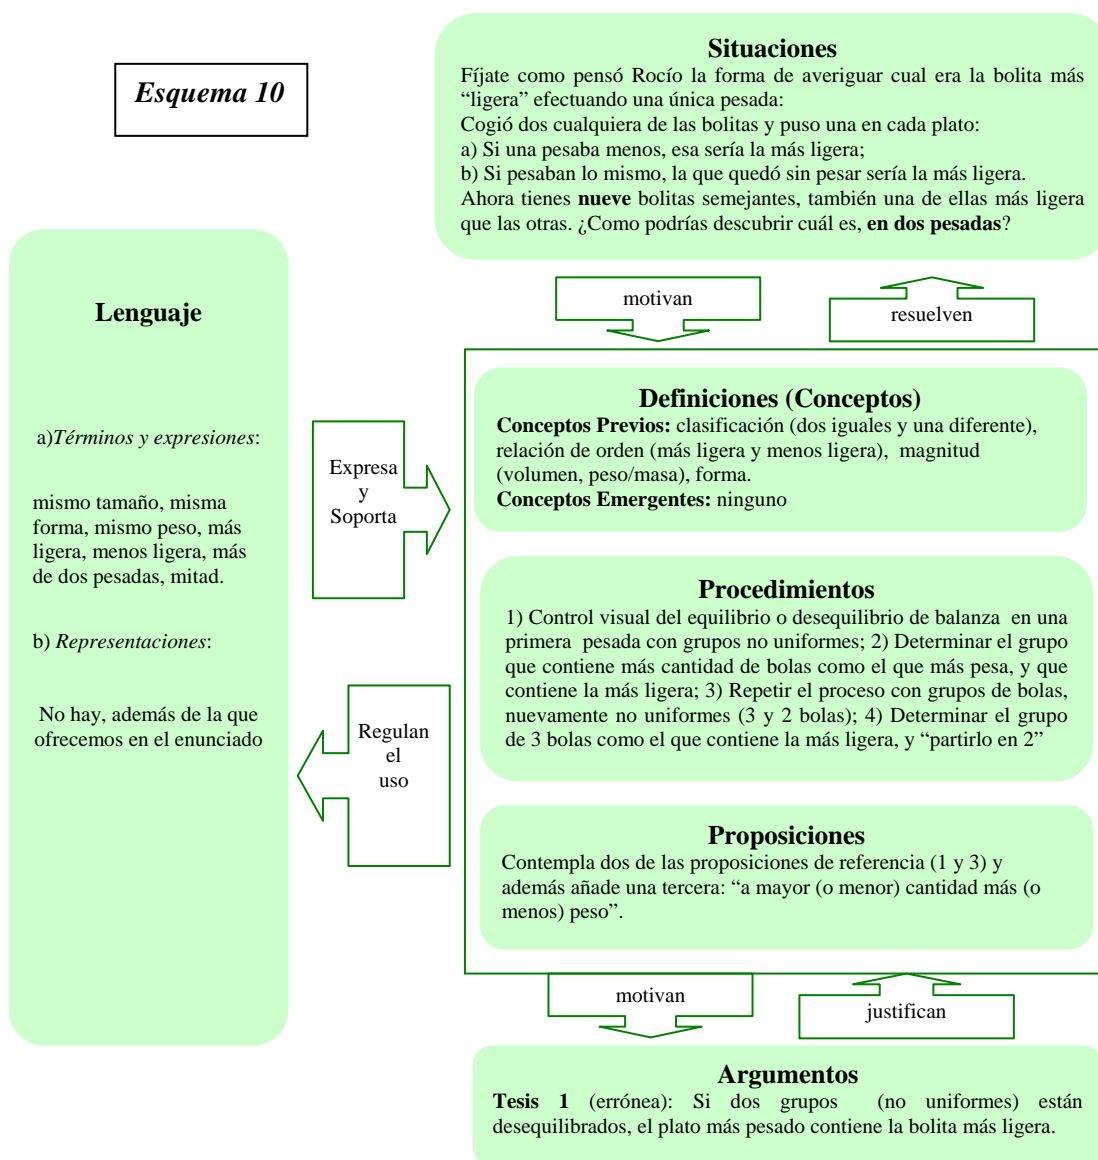 Esquema 10
Situaciones
Fíjate como pensó Rocío la forma de averiguar cual era la bolita más
“ligera” efectuando una única pesada:
Cogió dos cualquiera de las bolitas y puso una en cada plato:
a) Si una pesaba menos, esa sería la más ligera;
b) Si pesaban lo mismo, la que quedó sin pesar sería la más ligera.
Ahora tienes nueve bolitas semejantes, también una de ellas más ligera
que las otras. ¿Como podrías descubrir cuál es, en dos pesadas?
motivan
resuelven
Lenguaje
a)Términos y expresiones:
mismo tamaño, misma
forma, mismo peso, más
ligera, menos ligera, más
de dos pesadas, mitad.
b) Representaciones:
No hay, además de la que
ofrecemos en el enunciado
Expresa
y
Soporta
Regulan
el
uso
Definiciones (Conceptos)
Conceptos Previos: clasificación (dos iguales y una diferente),
relación de orden (más ligera y menos ligera), magnitud
(volumen, peso/masa), forma.
Conceptos Emergentes: ninguno
Procedimientos
1) Control visual del equilibrio o desequilibrio de balanza en una
primera pesada con grupos no uniformes; 2) Determinar el grupo
que contiene más cantidad de bolas como el que más pesa, y que
contiene la más ligera; 3) Repetir el proceso con grupos de bolas,
nuevamente no uniformes (3 y 2 bolas); 4) Determinar el grupo
de 3 bolas como el que contiene la más ligera, y “partirlo en 2”
Proposiciones
Contempla dos de las proposiciones de referencia (1 y 3) y
además añade una tercera: “a mayor (o menor) cantidad más (o
menos) peso”.
motivan
justifican
Argumentos
Tesis 1 (errónea): Si dos grupos (no uniformes) están
desequilibrados, el plato más pesado contiene la bolita más ligera.